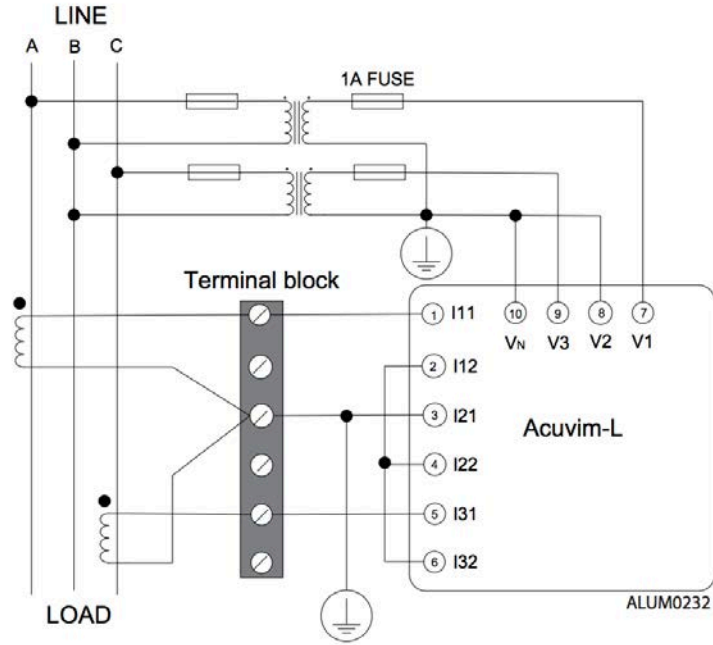 LINE
A B C
1A FUSE
Terminal block
1 I11
10 9 8 7
VN V3 V2 V1
2 I12
3 I21
Acuvim-L
4 I22
5 I31
6 I32
ALUM0232
LOAD